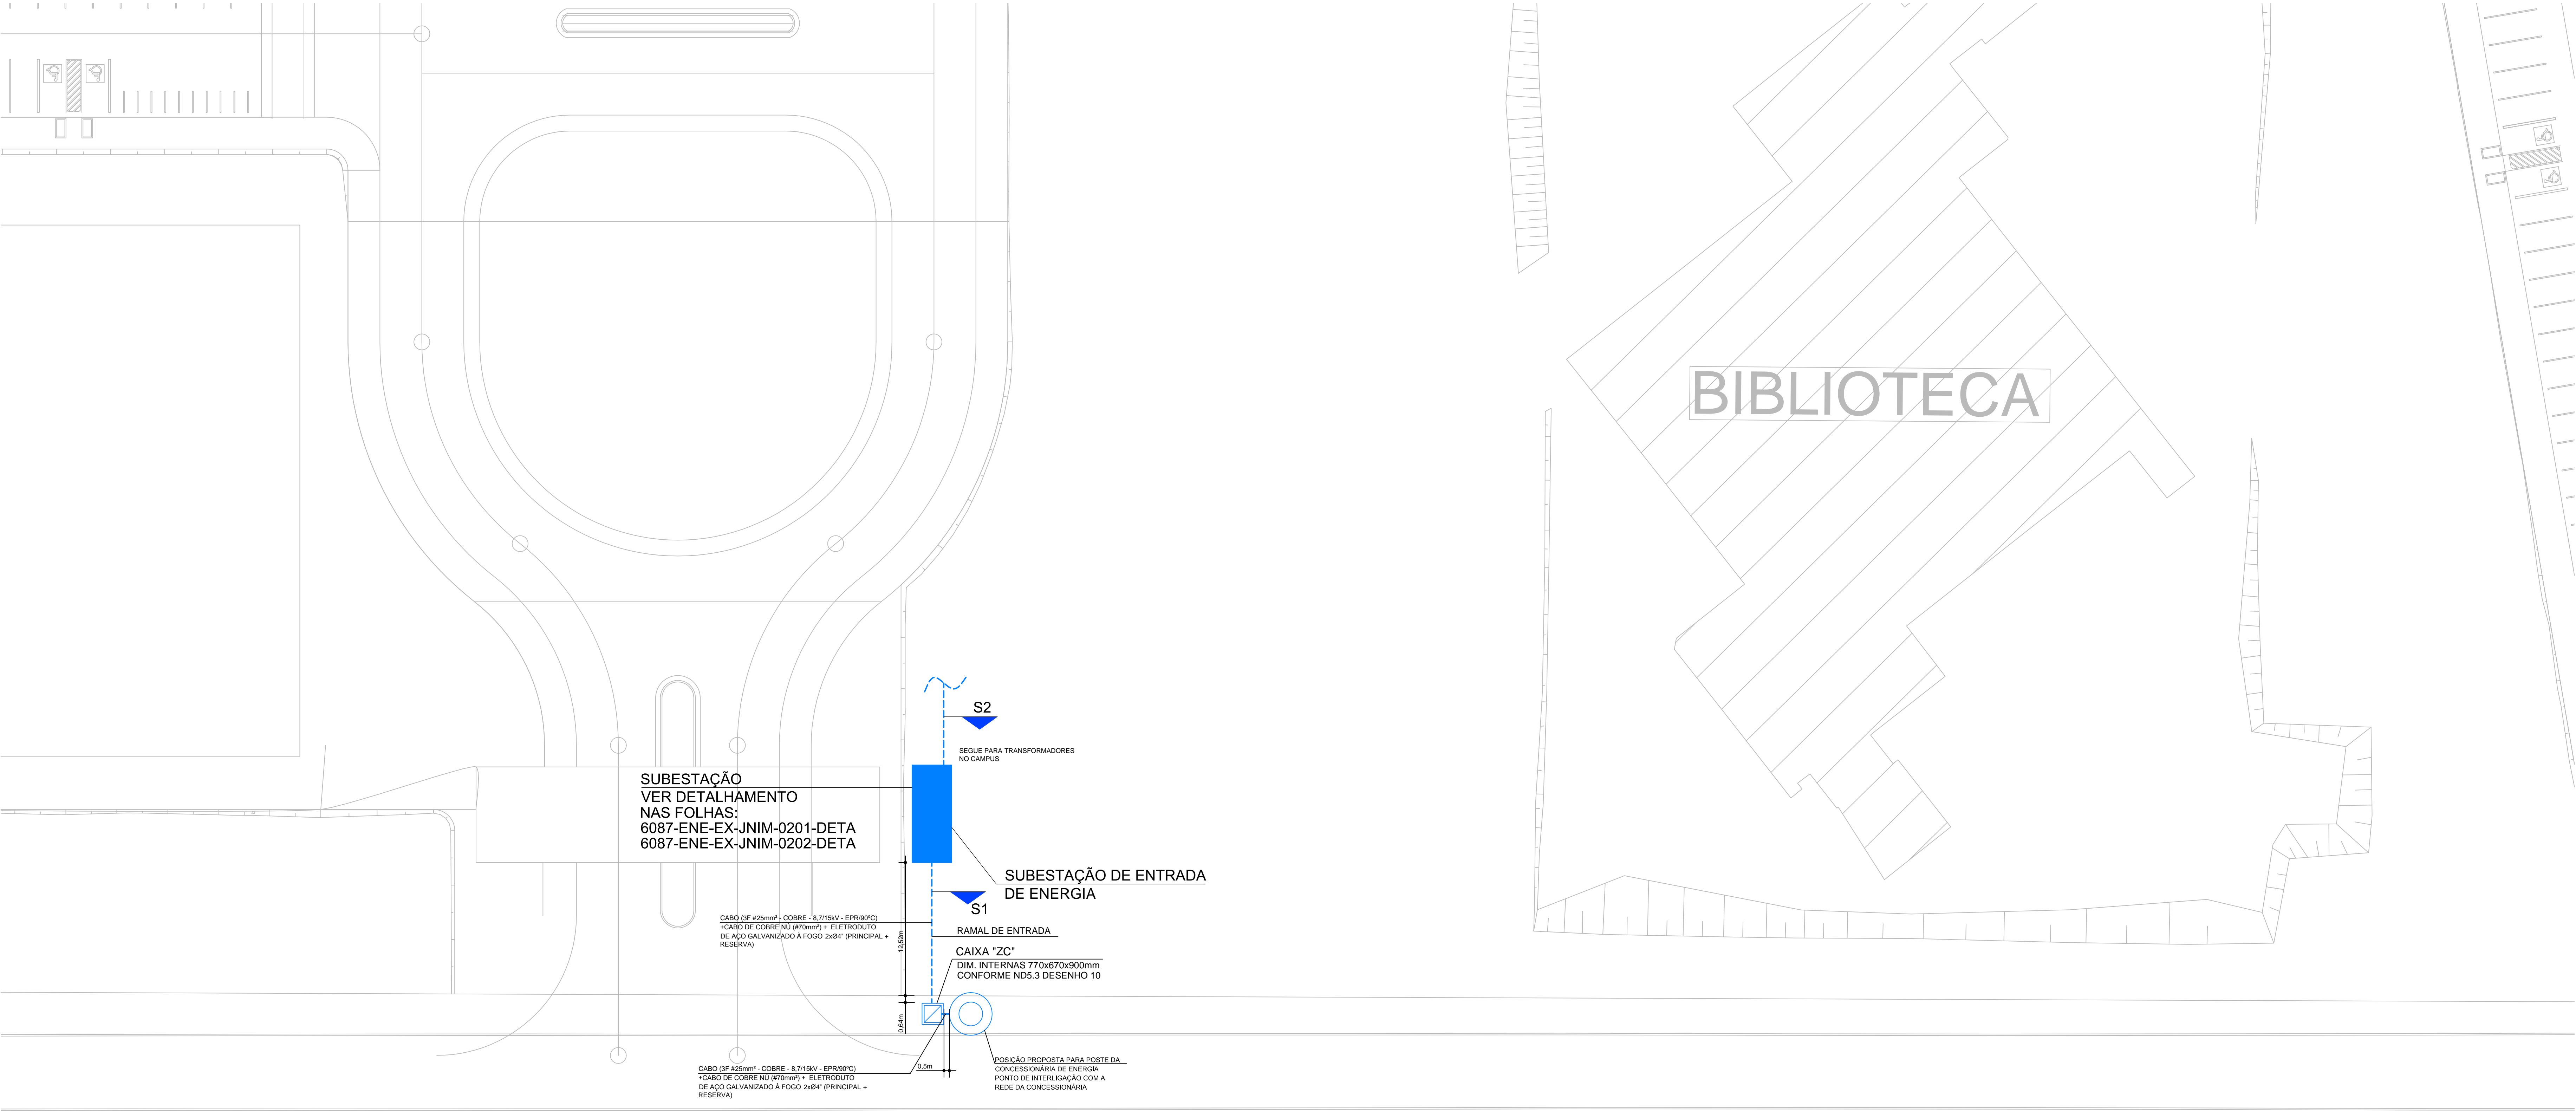 BIBLIOTECA
S2
SEGUE PARA TRANSFORMADORES
NO CAMPUS
SUBESTAÇÃO
VER DETALHAMENTO
NAS FOLHAS:
6087-ENE-EX-JNIM-0201-DETA
6087-ENE-EX-JNIM-0202-DETA
SUBESTAÇÃO DE ENTRADA
DE ENERGIA
S1
CABO (3F #25mm² - COBRE - 8,7/15kV - EPR/90ºC)
+CABO DE COBRE NÚ (#70mm²) + ELETRODUTO
DE AÇO GALVANIZADO À FOGO 2xØ4" (PRINCIPAL +
RESERVA)
12,52m
RAMAL DE ENTRADA
CAIXA "ZC"
DIM. INTERNAS 770x670x900mm
CONFORME ND5.3 DESENHO 10
0,64m
0,5m
POSIÇÃO PROPOSTA PARA POSTE DA
CONCESSIONÁRIA DE ENERGIA
PONTO DE INTERLIGAÇÃO COM A
REDE DA CONCESSIONÁRIA
CABO (3F #25mm² - COBRE - 8,7/15kV - EPR/90ºC)
+CABO DE COBRE NÚ (#70mm²) + ELETRODUTO
DE AÇO GALVANIZADO À FOGO 2xØ4" (PRINCIPAL +
RESERVA)